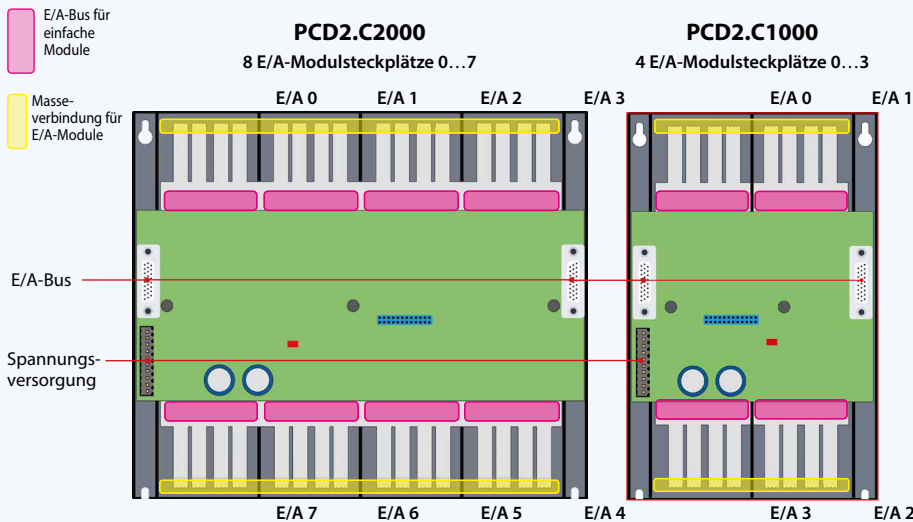 E/A-Bus für
einfache
Module
Masse-
verbindung für
E/A-Module
PCD2.C2000
8 E/A-Modulsteckplätze 0…7
PCD2.C1000
4 E/A-Modulsteckplätze 0…3
E/A 0 E/A 1 E/A 2 E/A 3
E/A 0 E/A 1
E/A-Bus
Spannungs-
versorgung
E/A 7 E/A 6 E/A 5 E/A 4
E/A 3 E/A 2